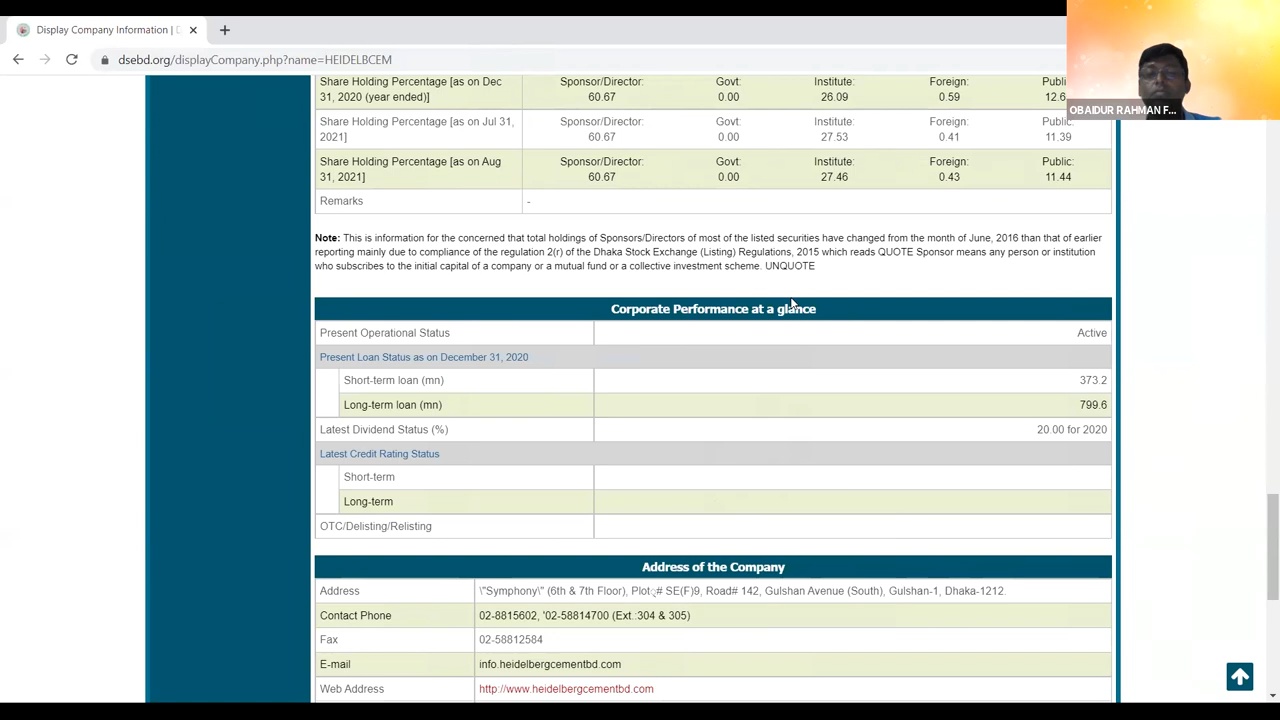 Display Company Information | D
dsebd.org/displayCompany.php?name=HEIDELBCEM
OBAIDUR RAHMAN F...
Share Holding Percentage [as on Dec 31, 2020 (year ended)] Sponsor/Director: 60.67 Govt: 0.00 Institute: 26.09 Foreign: 0.59 Public: 12.6
Share Holding Percentage [as on Jul 31, 2021] Sponsor/Director: 60.67 Govt: 0.00 Institute: 27.53 Foreign: 0.41 Public: 11.39
Share Holding Percentage [as on Aug 31, 2021] Sponsor/Director: 60.67 Govt: 0.00 Institute: 27.46 Foreign: 0.43 Public: 11.44
Remarks -
Note: This is information for the concerned that total holdings of Sponsors/Directors of most of the listed securities have changed from the month of June, 2016 than that of earlier
reporting mainly due to compliance of the regulation 2(r) of the Dhaka Stock Exchange (Listing) Regulations, 2015 which reads QUOTE Sponsor means any person or institution
who subscribes to the initial capital of a company or a mutual fund or a collective investment scheme. UNQUOTE
Corporate Performance at a glance
Present Operational Status Active
Present Loan Status as on December 31, 2020
Short-term loan (mn) 373.2
Long-term loan (mn) 799.6
Latest Dividend Status (%) 20.00 for 2020
Latest Credit Rating Status
Short-term
Long-term
OTC/Delisting/Relisting
Address of the Company
Address \"Symphony\" (6th & 7th Floor), Plot:# SE(F)9, Road# 142, Gulshan Avenue (South), Gulshan-1, Dhaka-1212.
Contact Phone 02-8815602, '02-58814700 (Ext.:304 & 305)
Fax 02-58812584
E-mail info.heidelbergcementbd.com
Web Address http://www.heidelbergcementbd.com